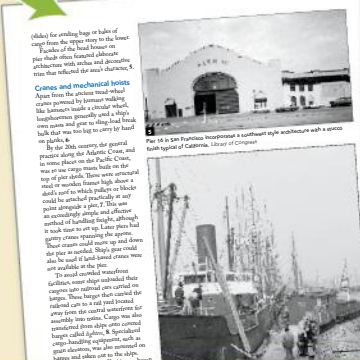 (slides) for sending bags or bales of
cargo from the upper story to the lower.
Facades of the head houses on
pier sheds often featured elaborate
architecture with arches and decorative
trim that reflected the area's character, 5.
Cranes and mechanical hoists
Apart from the ancient tread-wheel
cranes powered by humans walking
like hamsters inside a circular wheel,
longshoremen generally used a ship's
own masts and gear to sling-load break
bulk that was too big to carry by hand
on planks, 6.
By the 20th century, the general
practice along the Atlantic Coast, and
in some places on the Pacific Coast,
was to use cargo masts built on the
top of pier sheds. These were structural
steel or wooden frames high above a
shed's roof to which pulleys or blocks
could be attached practically at any
point alongside a pier, 7. This was
an exceedingly simple and effective
method of handling freight, although
it took time to set up. Later piers had
gantry cranes spanning the aprons.
These cranes could move up and down
the pier as needed. Ship's gear could
also be used if land-based cranes were
not available at the pier.
To avoid crowded waterfront
facilities, some ships unloaded their
cargoes into railroad cars carried on
barges. These barges then carried the
railroad cars to a rail yard located
away from the central waterfront for
assembly into trains. Cargo was also
transferred from ships onto covered
barges called lighters, 8. Specialized
cargo-handling equipment, such as
grain elevators, was also mounted on
barges and taken out to the ships.
PIER 16
5
Pier 16 in San Francisco incorporates a southwest style architecture with a stucco
finish typical of California. Library of Congress